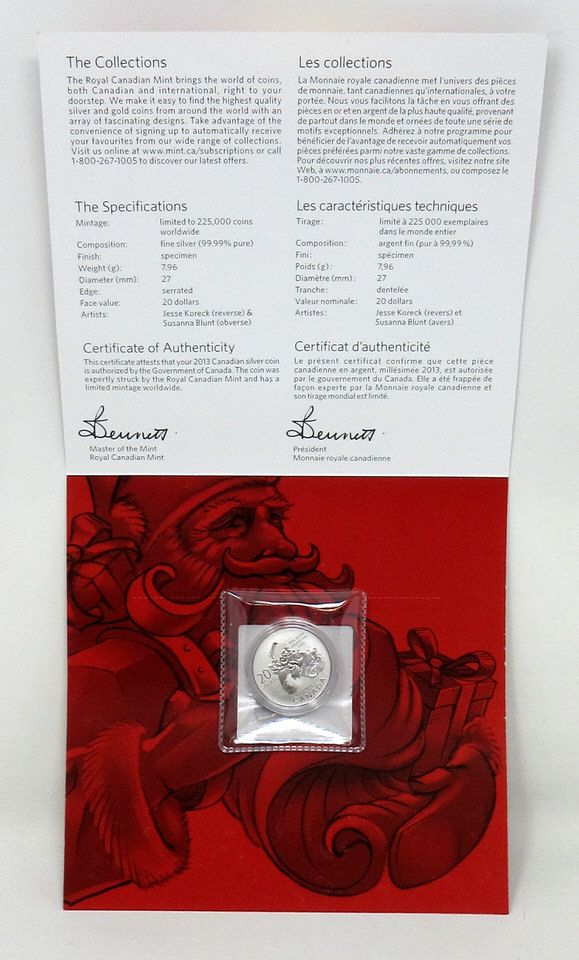 The Collections
The Royal Canadian Mint brings the world of coins,
both Canadian and international, right to your
doorstep. We make it easy to find the highest quality
silver and gold coins from around the world with an
array of fascinating designs. Take advantage of the
convenience of signing up to automatically receive
your favourites from our wide range of collections.
Visit us online at www.mint.ca/subscriptions or call
1-800-267-1005 to discover our latest offers.
The Specifications
Mintage: limited to 225,000 coins
worldwide
Composition: fine silver (99.99% pure)
Finish: specimen
Weight (g): 7.96
Diameter (mm): 27
Edge: serrated
Face value: 20 dollars
Artists: Jesse Koreck (reverse) &
Susanna Blunt (obverse)
Certificate of Authenticity
This certificate attests that your 2013 Canadian silver coin
is authorized by the Government of Canada. The coin was
expertly struck by the Royal Canadian Mint and has a
limited mintage worldwide.
Bennett
Master of the Mint
Royal Canadian Mint
Les collections
La Monnaie royale canadienne met l'univers des pièces
de monnaie, tant canadiennes qu'internationales, à votre
portée. Nous vous facilitons la tâche en vous offrant des
pièces en or et en argent de la plus haute qualité, provenant
de partout dans le monde et ornées de toute une série de
motifs exceptionnels. Adhérez à notre programme pour
bénéficier de l'avantage de recevoir automatiquement vos
pièces préférées parmi notre vaste gamme de collections.
Pour découvrir nos plus récentes offres, visitez notre site
Web, à www.monnaie.ca/abonnements, ou composez le
1-800-267-1005.
Les caractéristiques techniques
Tirage: limité à 225 000 exemplaires
dans le monde entier
Composition: argent fin (pur à 99,99%)
Fini: spécimen
Poids (g): 7,96
Diamètre (mm): 27
Tranche: dentelée
Valeur nominale: 20 dollars
Artistes: Jesse Koreck (revers) et
Susanna Blunt (avers)
Certificat d'authenticité
Le présent certificat confirme que cette pièce
canadienne en argent, millésimée 2013, est autorisée
par le gouvernement du Canada. Elle a été frappée de
façon experte par la Monnaie royale canadienne et
son tirage mondial est limité.
Bennett
Président
Monnaie royale canadienne
20
CANADA